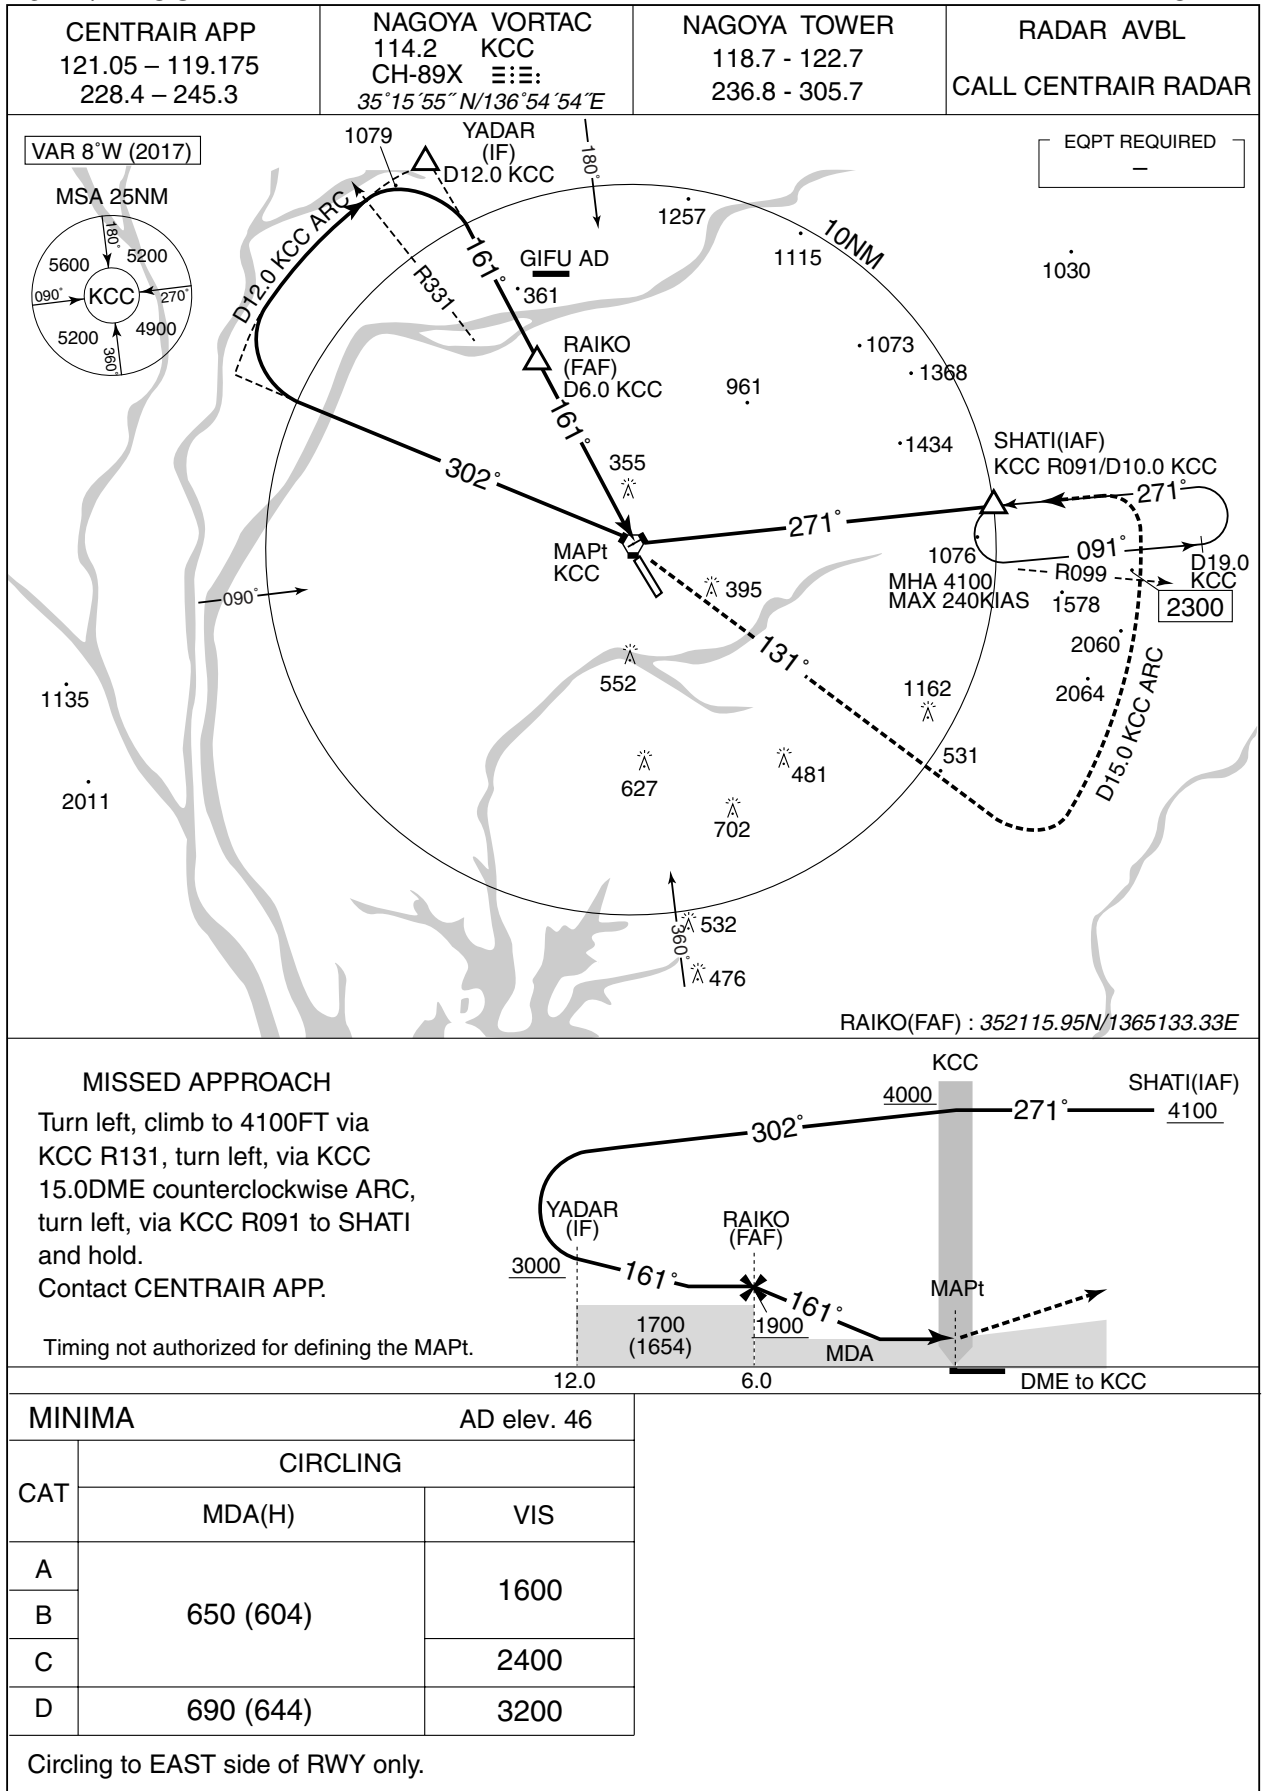 CENTRAIR APP
121.05 – 119.175
228.4 – 245.3
NAGOYA VORTAC
114.2 KCC
CH-89X
35˚15´55˝ N/136˚54´54˝E
NAGOYA TOWER
118.7 - 122.7
236.8 - 305.7
RADAR AVBL
CALL CENTRAIR RADAR
VAR 8˚W (2017)
MSA 25NM
180˚
5600
5200
090˚
KCC
270˚
5200
4900
360˚
1079
YADAR
(IF)
D12.0 KCC
180˚
EQPT REQUIRED
–
D12.0 KCC ARC
R331
161˚
GIFU AD
361
1257
1115
10NM
1030
RAIKO
(FAF)
D6.0 KCC
161˚
961
1073
1368
1434
302˚
355
SHATI(IAF)
KCC R091/D10.0 KCC
271˚
271˚
MAPt
KCC
1076
091˚
D19.0
KCC
MHA 4100
MAX 240KIAS
R099
1578
2300
090˚
395
131˚
2060
552
1162
2064
D15.0 KCC ARC
1135
531
627
481
2011
702
532
360˚
476
RAIKO(FAF) : 352115.95N/1365133.33E
MISSED APPROACH
Turn left, climb to 4100FT via
KCC R131, turn left, via KCC
15.0DME counterclockwise ARC,
turn left, via KCC R091 to SHATI
and hold.
Contact CENTRAIR APP.
Timing not authorized for defining the MAPt.
KCC
4000
SHATI(IAF)
271˚
4100
302˚
YADAR
(IF)
RAIKO
(FAF)
3000
161˚
161˚
MAPt
1700
(1654)
1900
MDA
12.0
6.0
DME to KCC
MINIMA
AD elev. 46
CAT
CIRCLING
MDA(H)
VIS
A
B
650 (604)
1600
C
2400
D
690 (644)
3200
Circling to EAST side of RWY only.